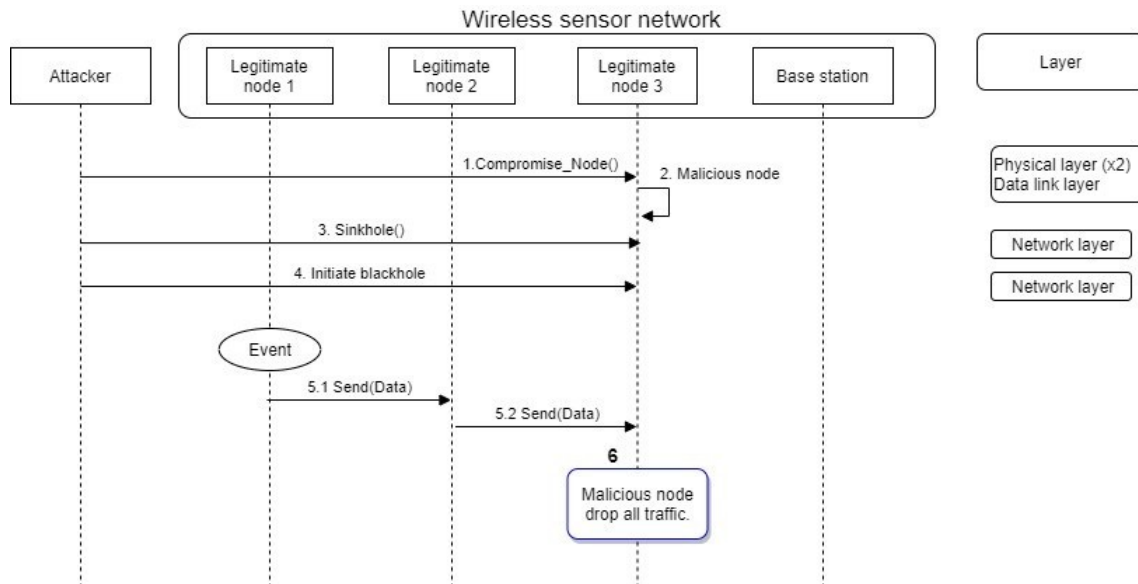 Wireless sensor network
Attacker
Legitimate
node 1
Legitimate
node 2
Legitimate
node 3
Base station
Layer
1.Compromise_Node()
2. Malicious node
Physical layer (x2)
Data link layer
3. Sinkhole()
Network layer
4. Initiate blackhole
Network layer
Event
5.1 Send(Data)
5.2 Send(Data)
6
Malicious node
drop all traffic.